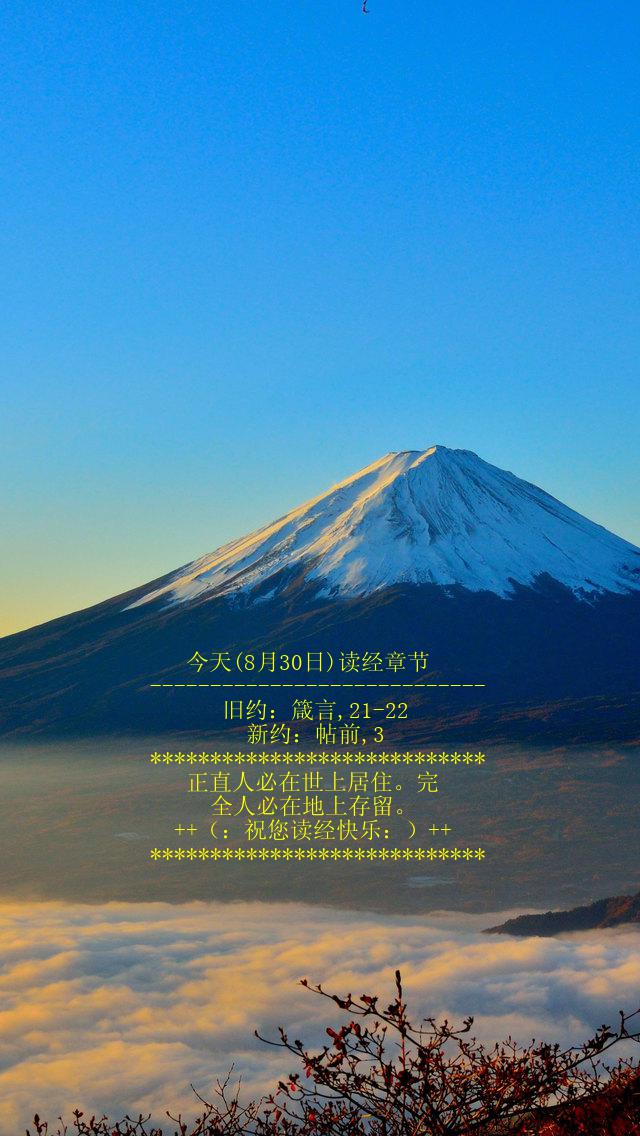 今天(8月30日)读经章节
----------------------------
旧约：箴言,21-22
新约：帖前,3
****************************
正直人必在世上居住。完
全人必在地上存留。
++（：祝您读经快乐：）++
****************************